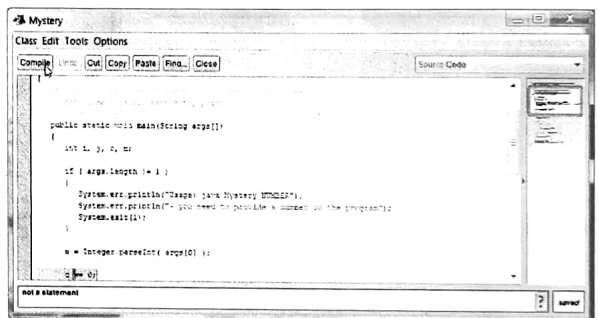 Mystery
Class Edit Tools Options
Compile Undo Cut Copy Paste Find... Close Source Code
{
public static void main(String args[])
{
int i, j, r, n;
if ( args.length != 1 )
{
System.err.println("Usage: java Mystery NUMBER");
System.err.println("- you need to provide a number to the program");
System.exit(1);
}
n = Integer.parseInt( args[0] );
== 0;
not a statement
? saved